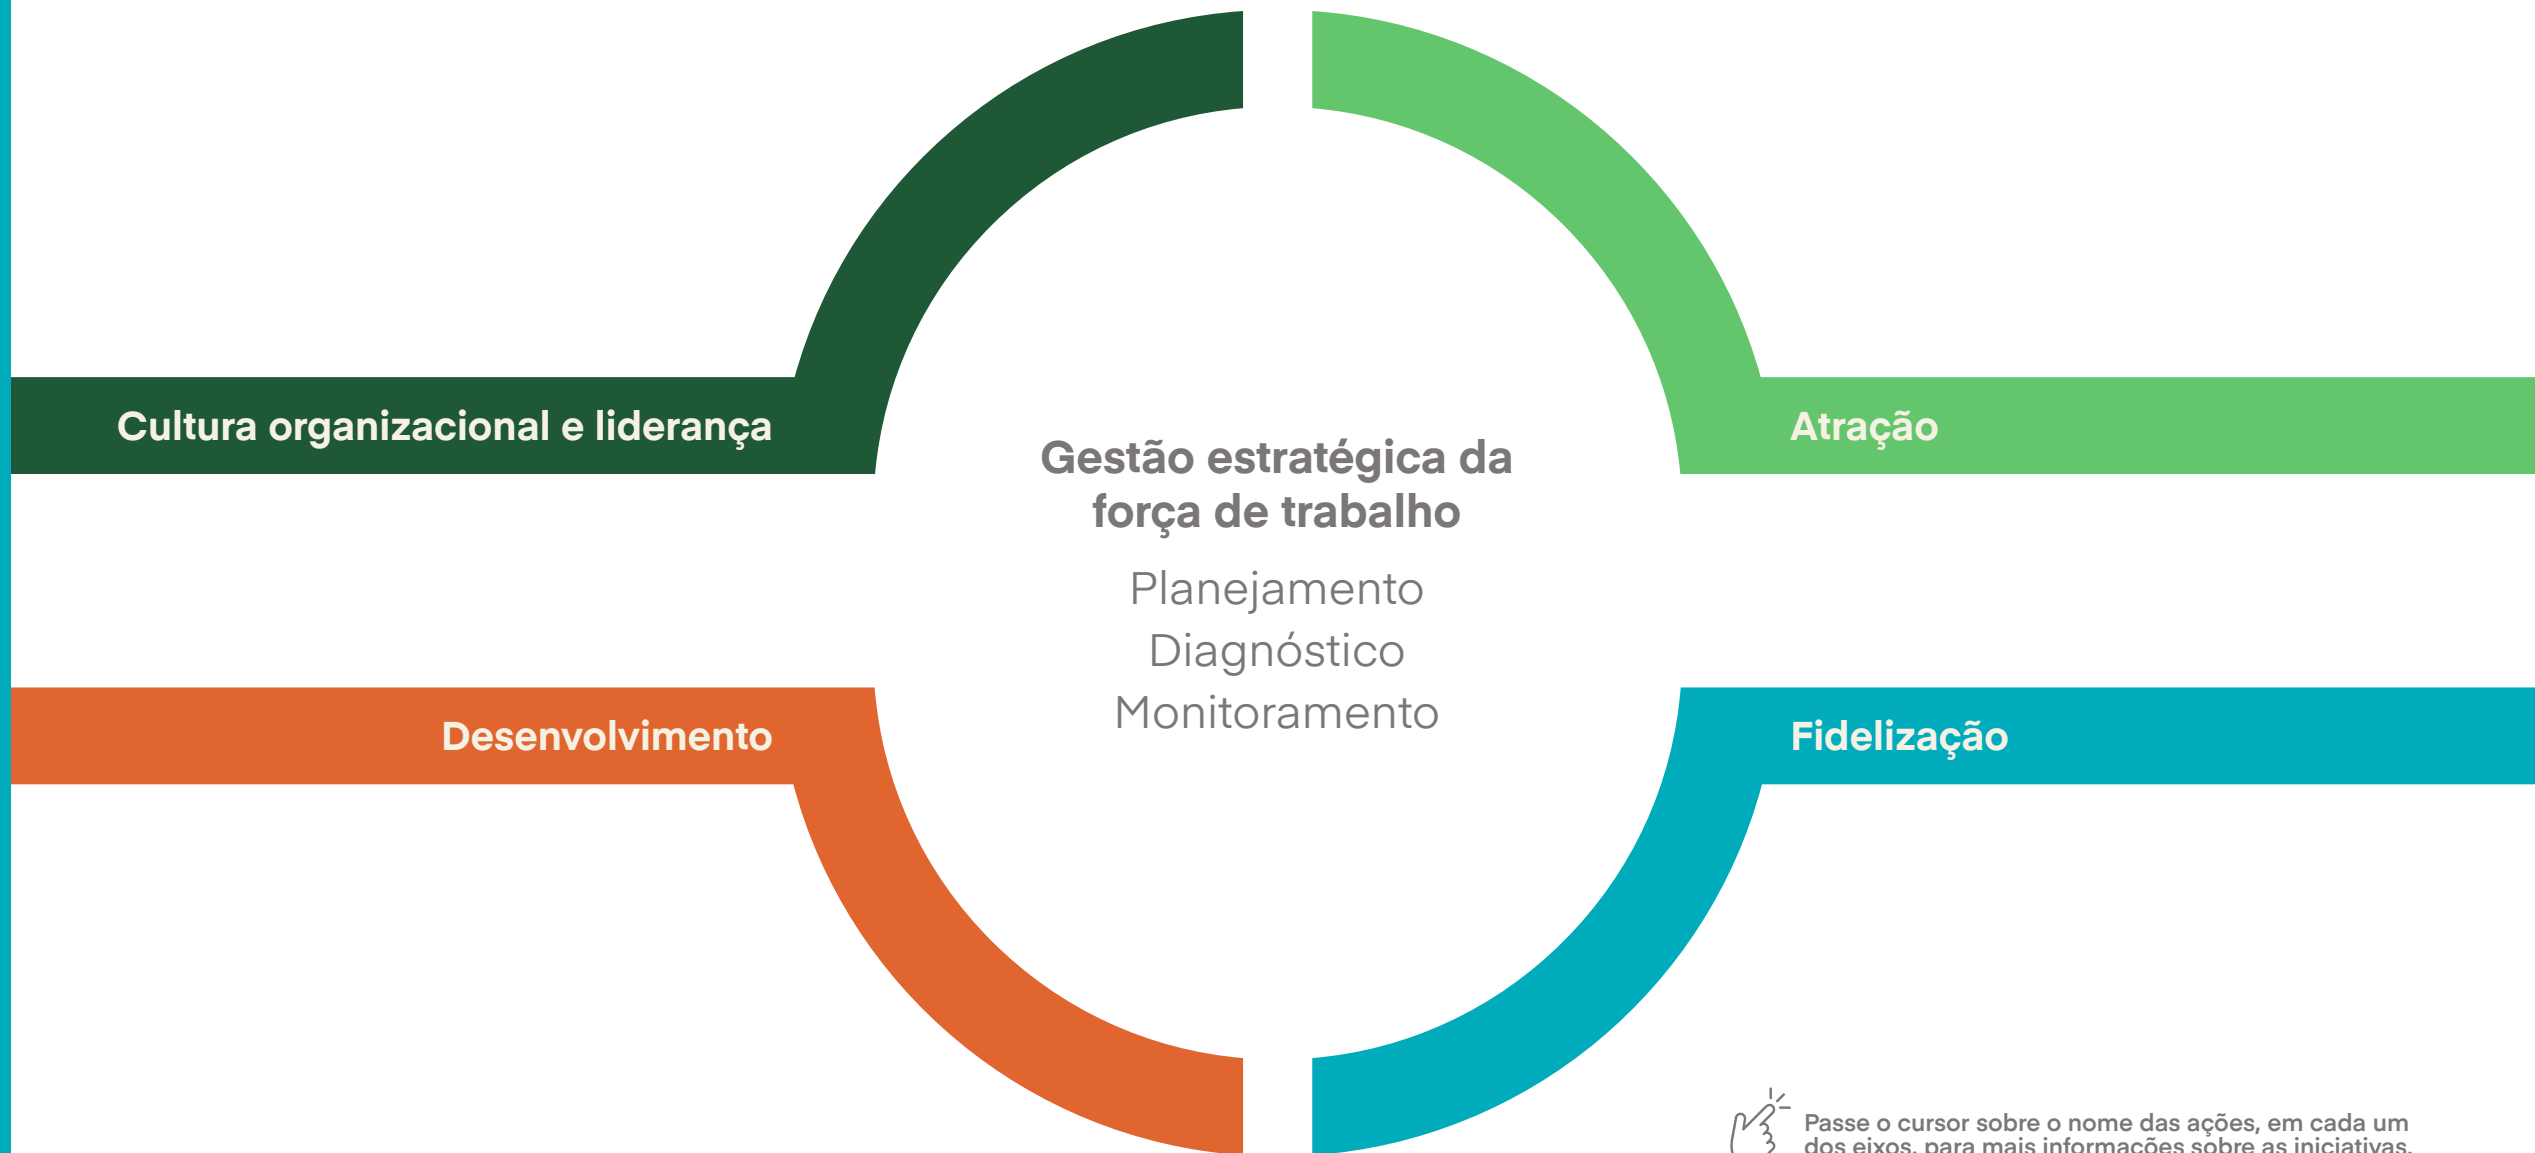 Cultura organizacional e liderança
Atração
Gestão estratégica da
força de trabalho
Planejamento
Diagnóstico
Monitoramento
Desenvolvimento
Fidelização
Passe o cursor sobre o nome das ações, em cada um
dos eixos, para mais informações sobre as iniciativas.